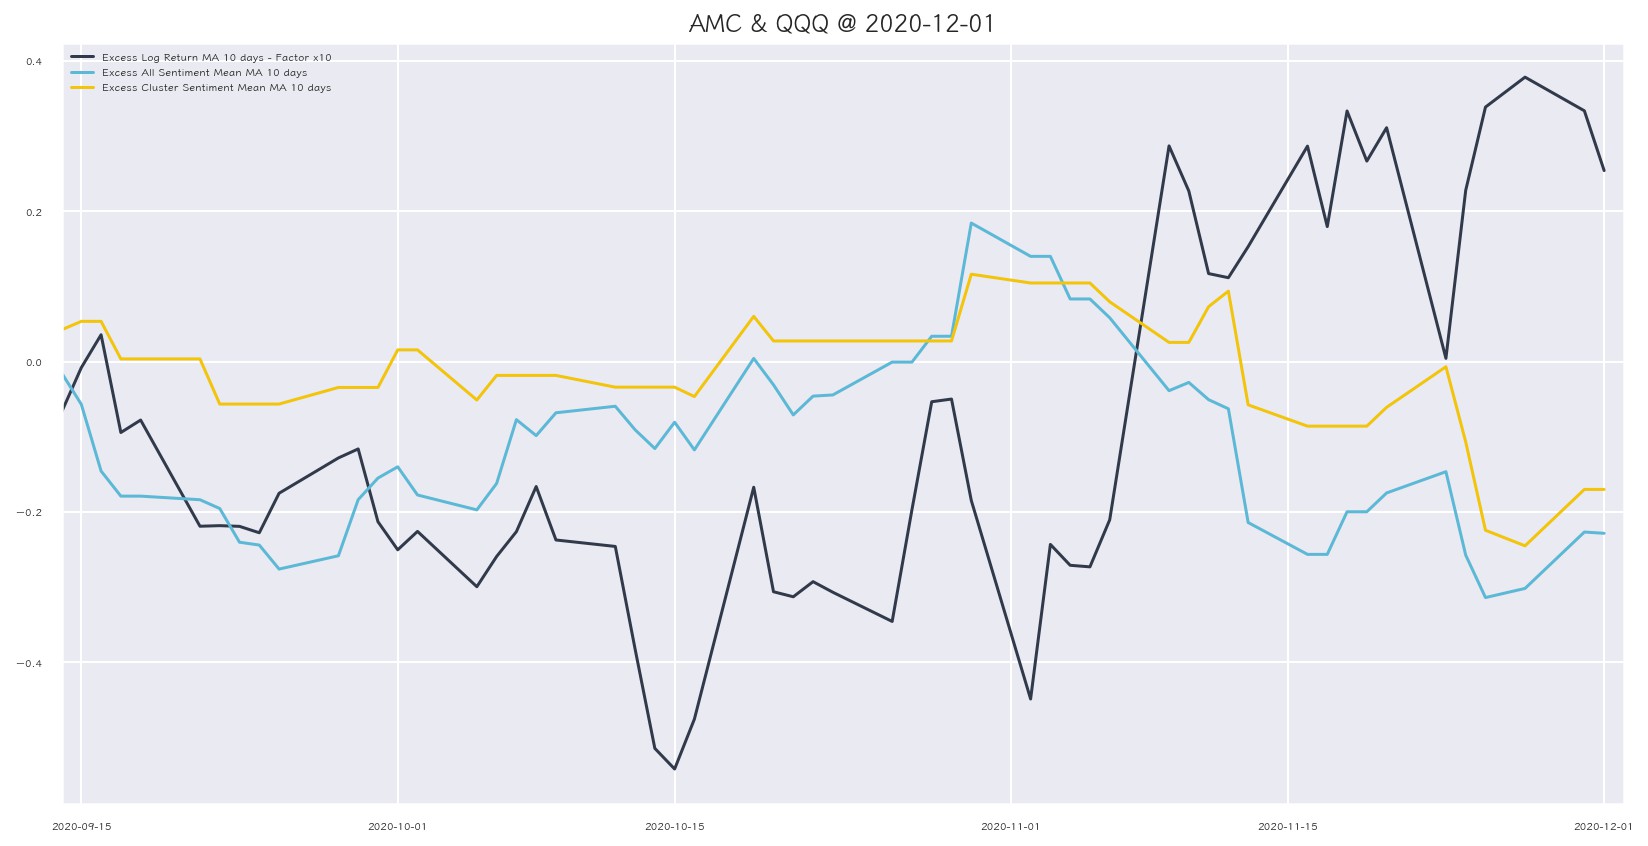 AMC & QQQ @ 2020-12-01
Excess Log Return MA 10 days - Factor x10
Excess All Sentiment Mean MA 10 days
Excess Cluster Sentiment Mean MA 10 days
0.4
0.2
0.0
−0.2
−0.4
2020-09-15
2020-10-01
2020-10-15
2020-11-01
2020-11-15
2020-12-01